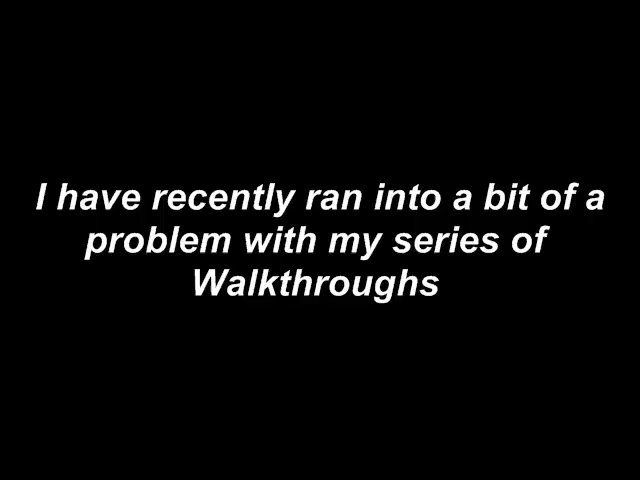 I have recently ran into a bit of a
problem with my series of
Walkthroughs